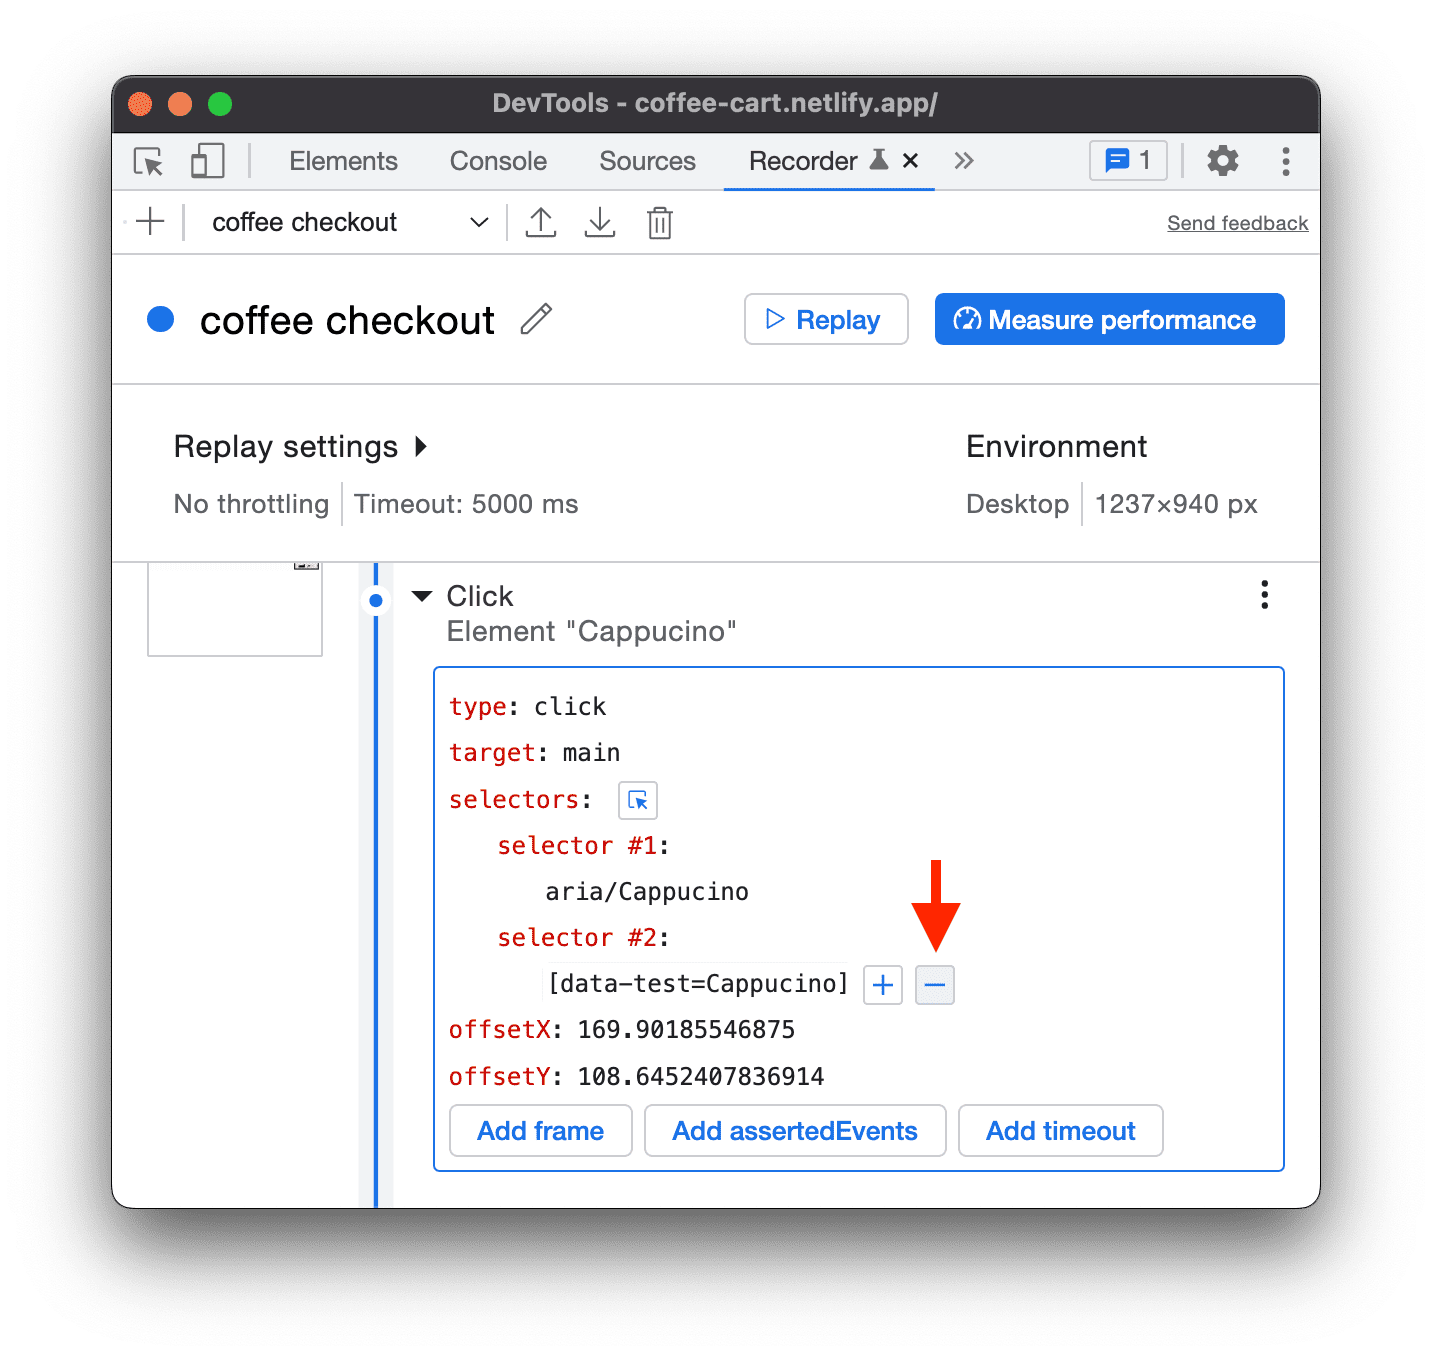 DevTools - coffee-cart.netlify.app/
Elements Console Sources Recorder 1
coffee checkout Send feedback
coffee checkout Replay Measure performance
Replay settings Environment
No throttling Timeout: 5000 ms Desktop 1237×940 px
Click
Element "Cappucino"
type: click
target: main
selectors:
selector #1:
aria/Cappucino
selector #2:
[data-test=Cappucino]
offsetX: 169.90185546875
offsetY: 108.6452407836914
Add frame Add assertedEvents Add timeout